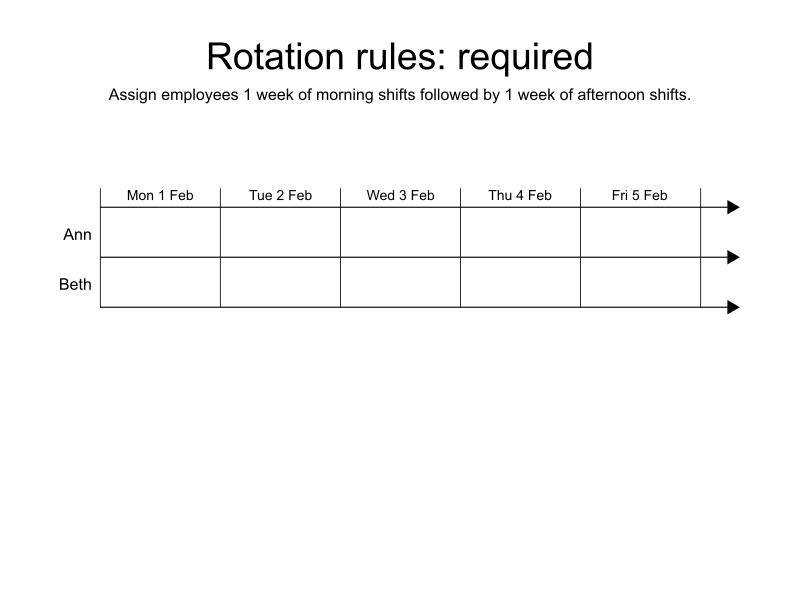 Rotation rules: required
Assign employees 1 week of morning shifts followed by 1 week of afternoon shifts.
Mon 1 Feb Tue 2 Feb Wed 3 Feb Thu 4 Feb Fri 5 Feb
Ann
Beth